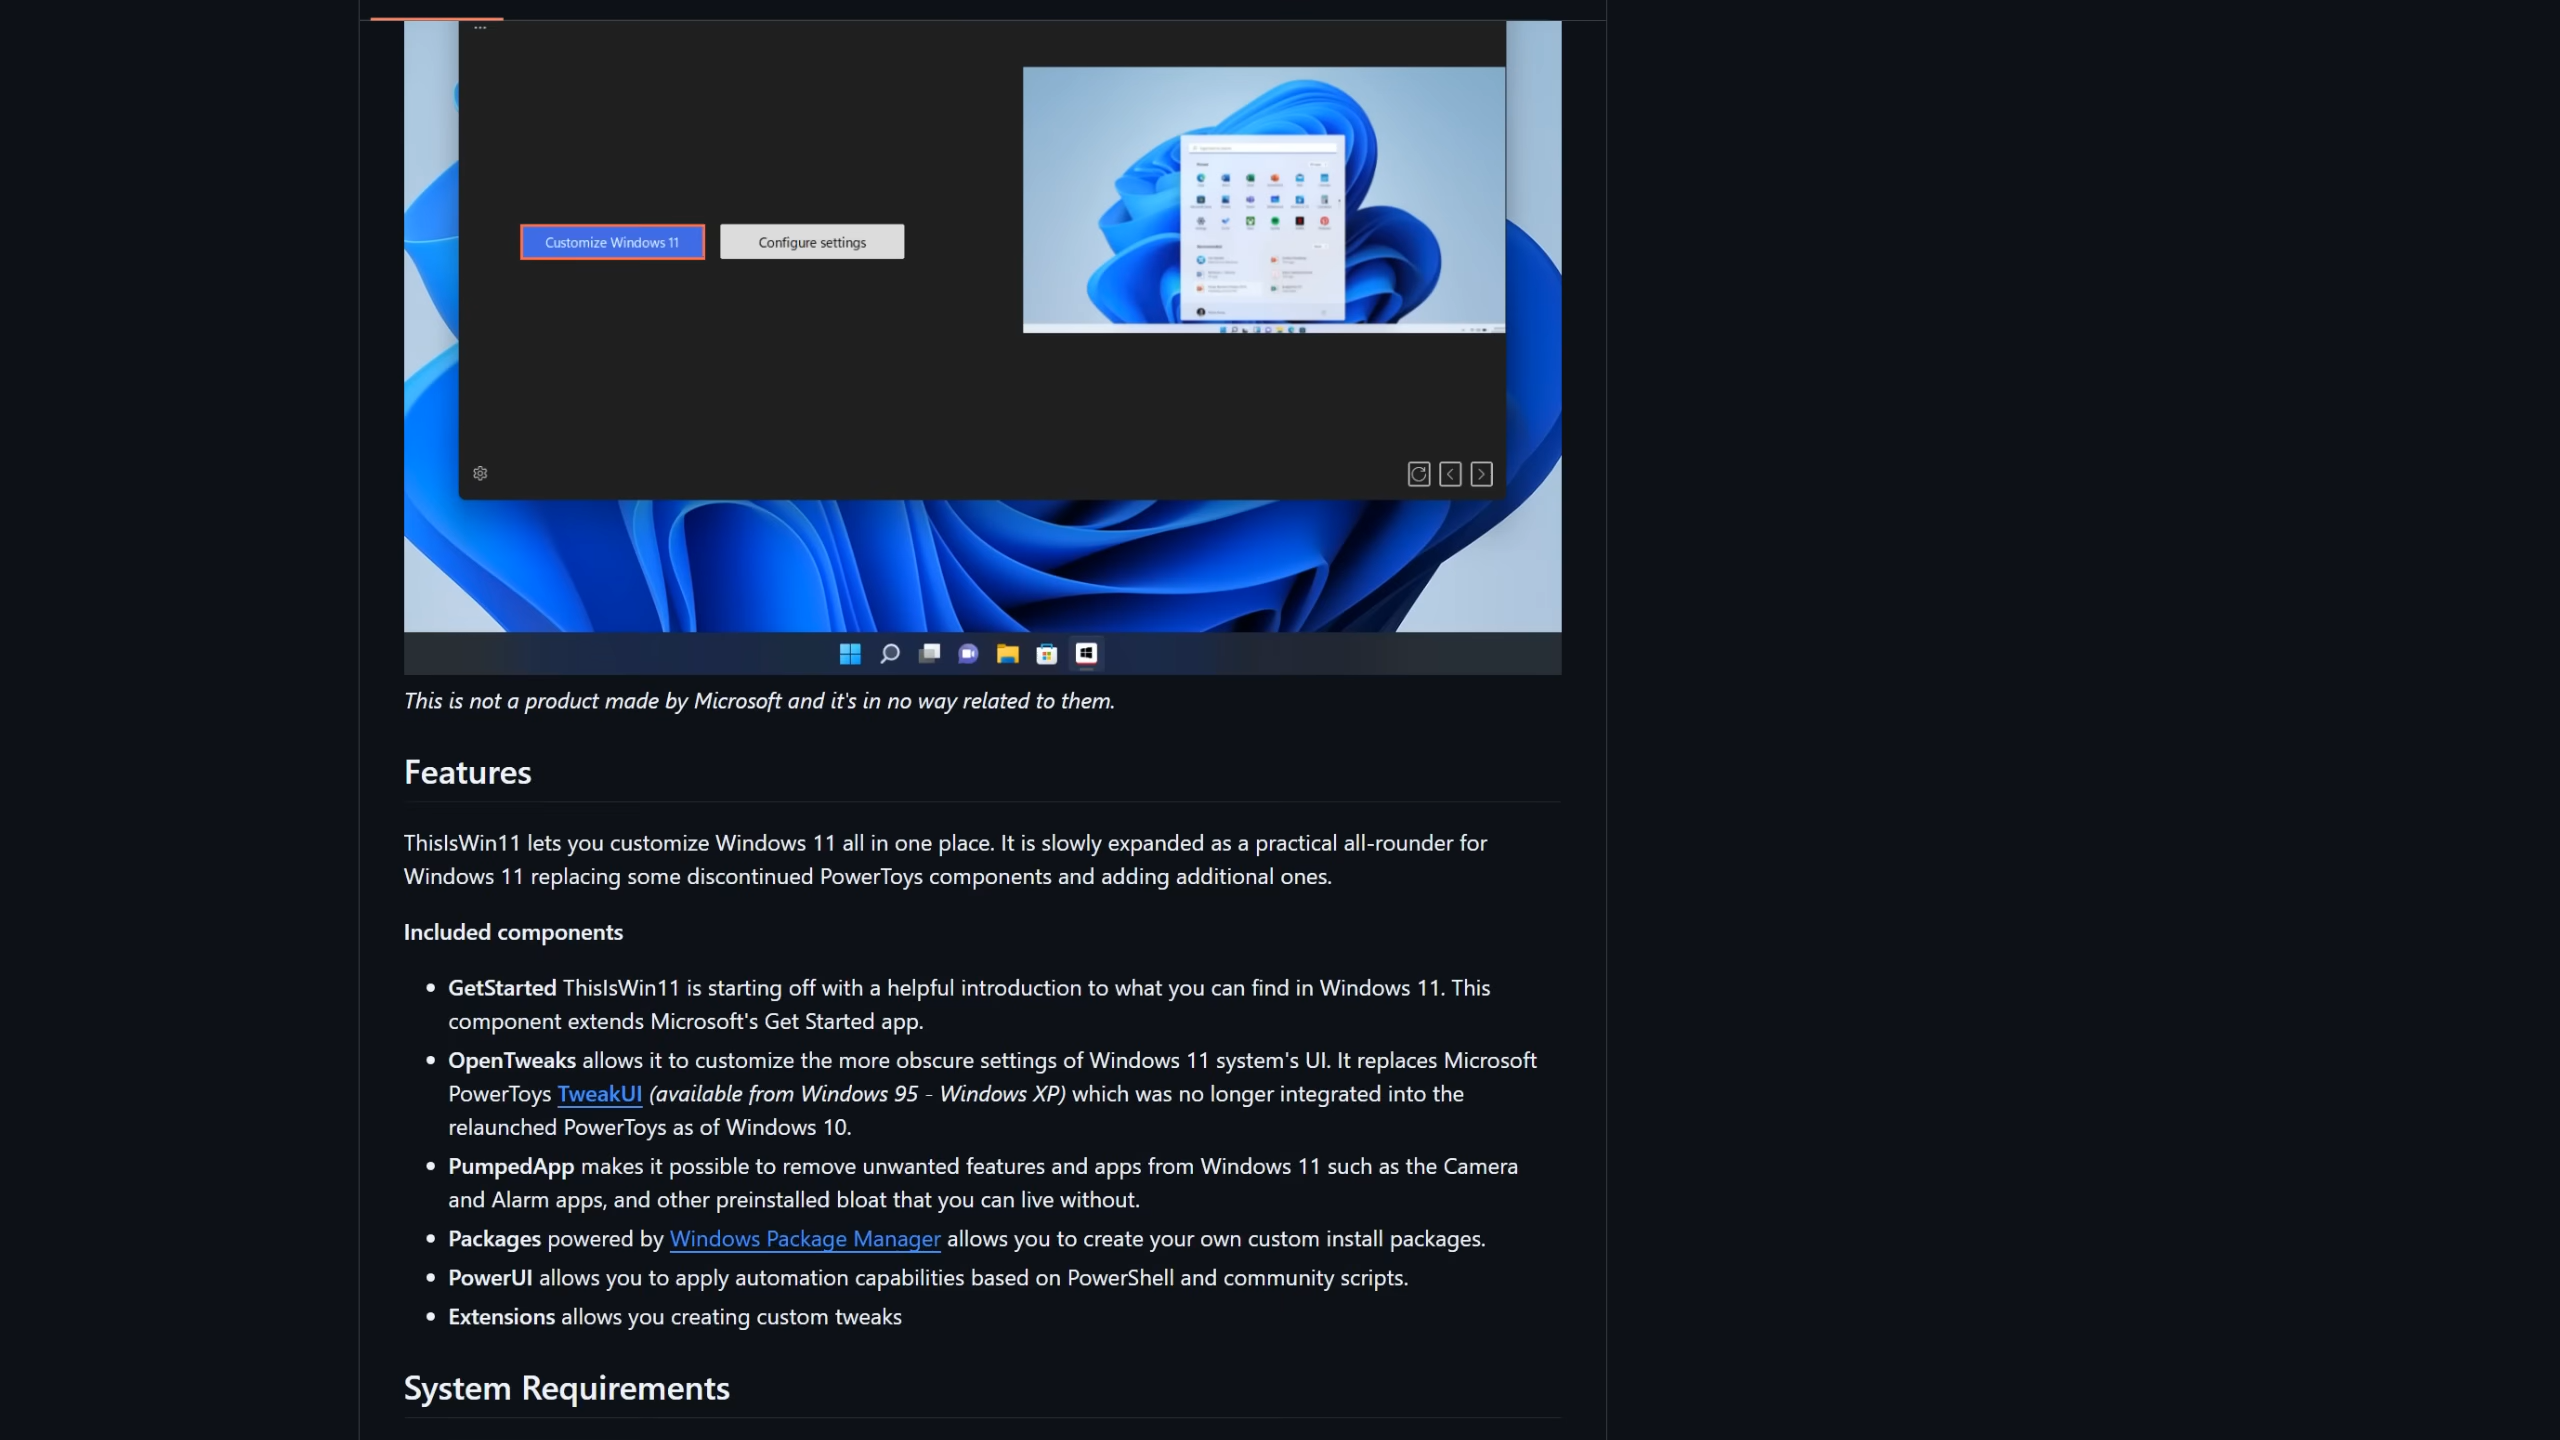 ...
Customize Windows 11
Configure settings
This is not a product made by Microsoft and it's in no way related to them.
Features
ThisIsWin11 lets you customize Windows 11 all in one place. It is slowly expanded as a practical all-rounder for
Windows 11 replacing some discontinued PowerToys components and adding additional ones.
Included components
• GetStarted ThisIsWin11 is starting off with a helpful introduction to what you can find in Windows 11. This
component extends Microsoft's Get Started app.
• OpenTweaks allows it to customize the more obscure settings of Windows 11 system's UI. It replaces Microsoft
PowerToys TweakUI (available from Windows 95 - Windows XP) which was no longer integrated into the
relaunched PowerToys as of Windows 10.
• PumpedApp makes it possible to remove unwanted features and apps from Windows 11 such as the Camera
and Alarm apps, and other preinstalled bloat that you can live without.
• Packages powered by Windows Package Manager allows you to create your own custom install packages.
• PowerUI allows you to apply automation capabilities based on PowerShell and community scripts.
• Extensions allows you creating custom tweaks
System Requirements